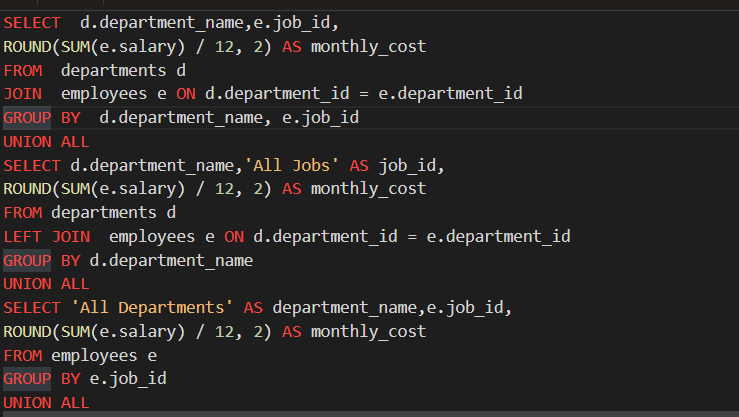 SELECT  d.department_name,e.job_id,
ROUND(SUM(e.salary) / 12, 2) AS monthly_cost
FROM  departments d
JOIN  employees e ON d.department_id = e.department_id
GROUP BY  d.department_name, e.job_id
UNION ALL
SELECT d.department_name,'All Jobs' AS job_id,
ROUND(SUM(e.salary) / 12, 2) AS monthly_cost
FROM departments d
LEFT JOIN  employees e ON d.department_id = e.department_id
GROUP BY d.department_name
UNION ALL
SELECT 'All Departments' AS department_name,e.job_id,
ROUND(SUM(e.salary) / 12, 2) AS monthly_cost
FROM employees e
GROUP BY e.job_id
UNION ALL